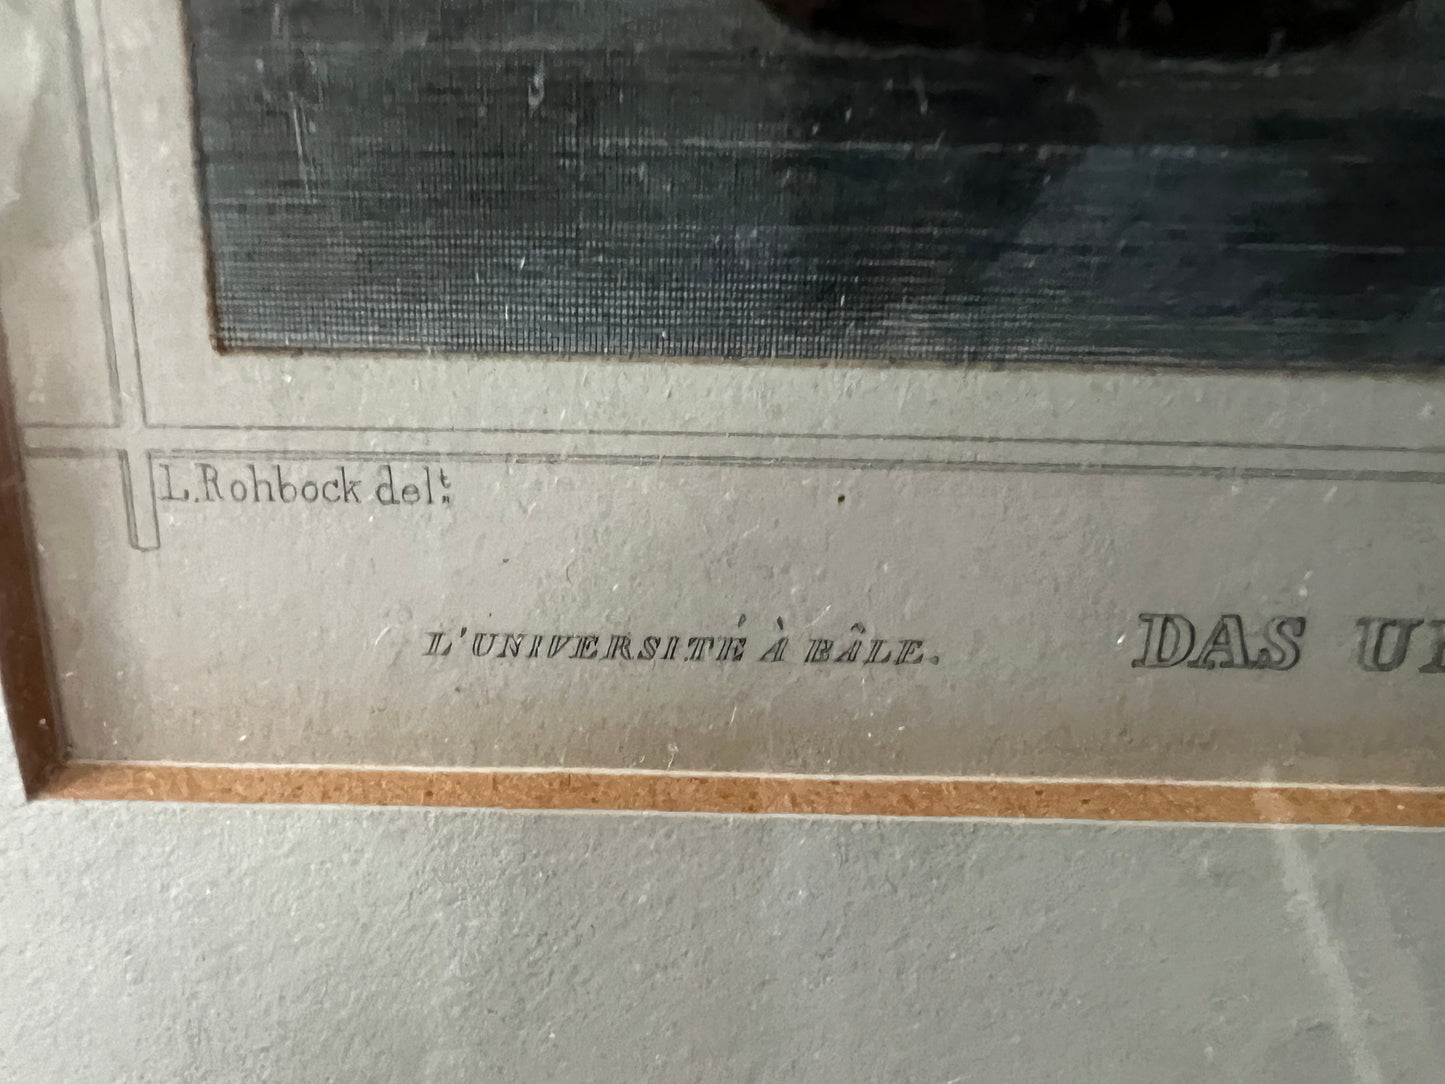 L. Rohbock delt.
L'UNIVERSITÉ À BÂLE.
DAS